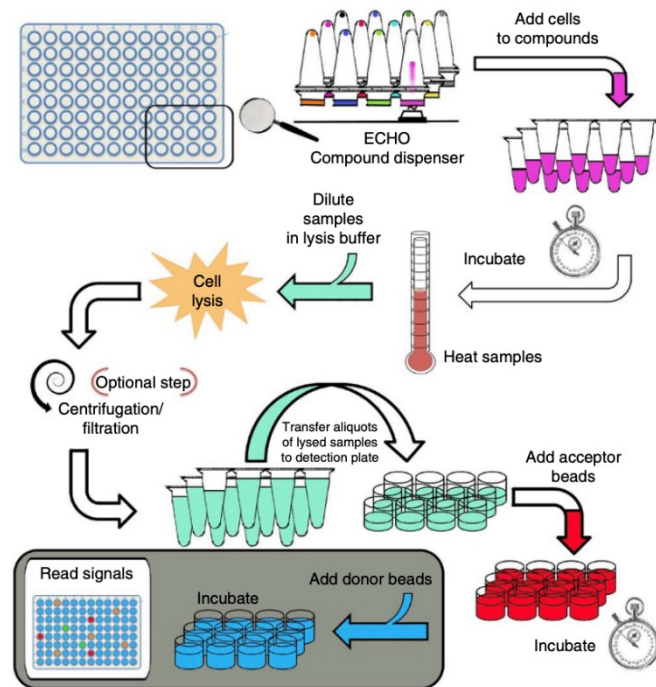 Add cells
to compounds
ECHO
Compound dispenser
Dilute
samples
in lysis buffer
Incubate
Cell
lysis
Heat samples
Optional step
Centrifugation/
filtration
Transfer aliquots
of lysed samples
to detection plate
Add acceptor
beads
Read signals
Incubate
Add donor beads
Incubate